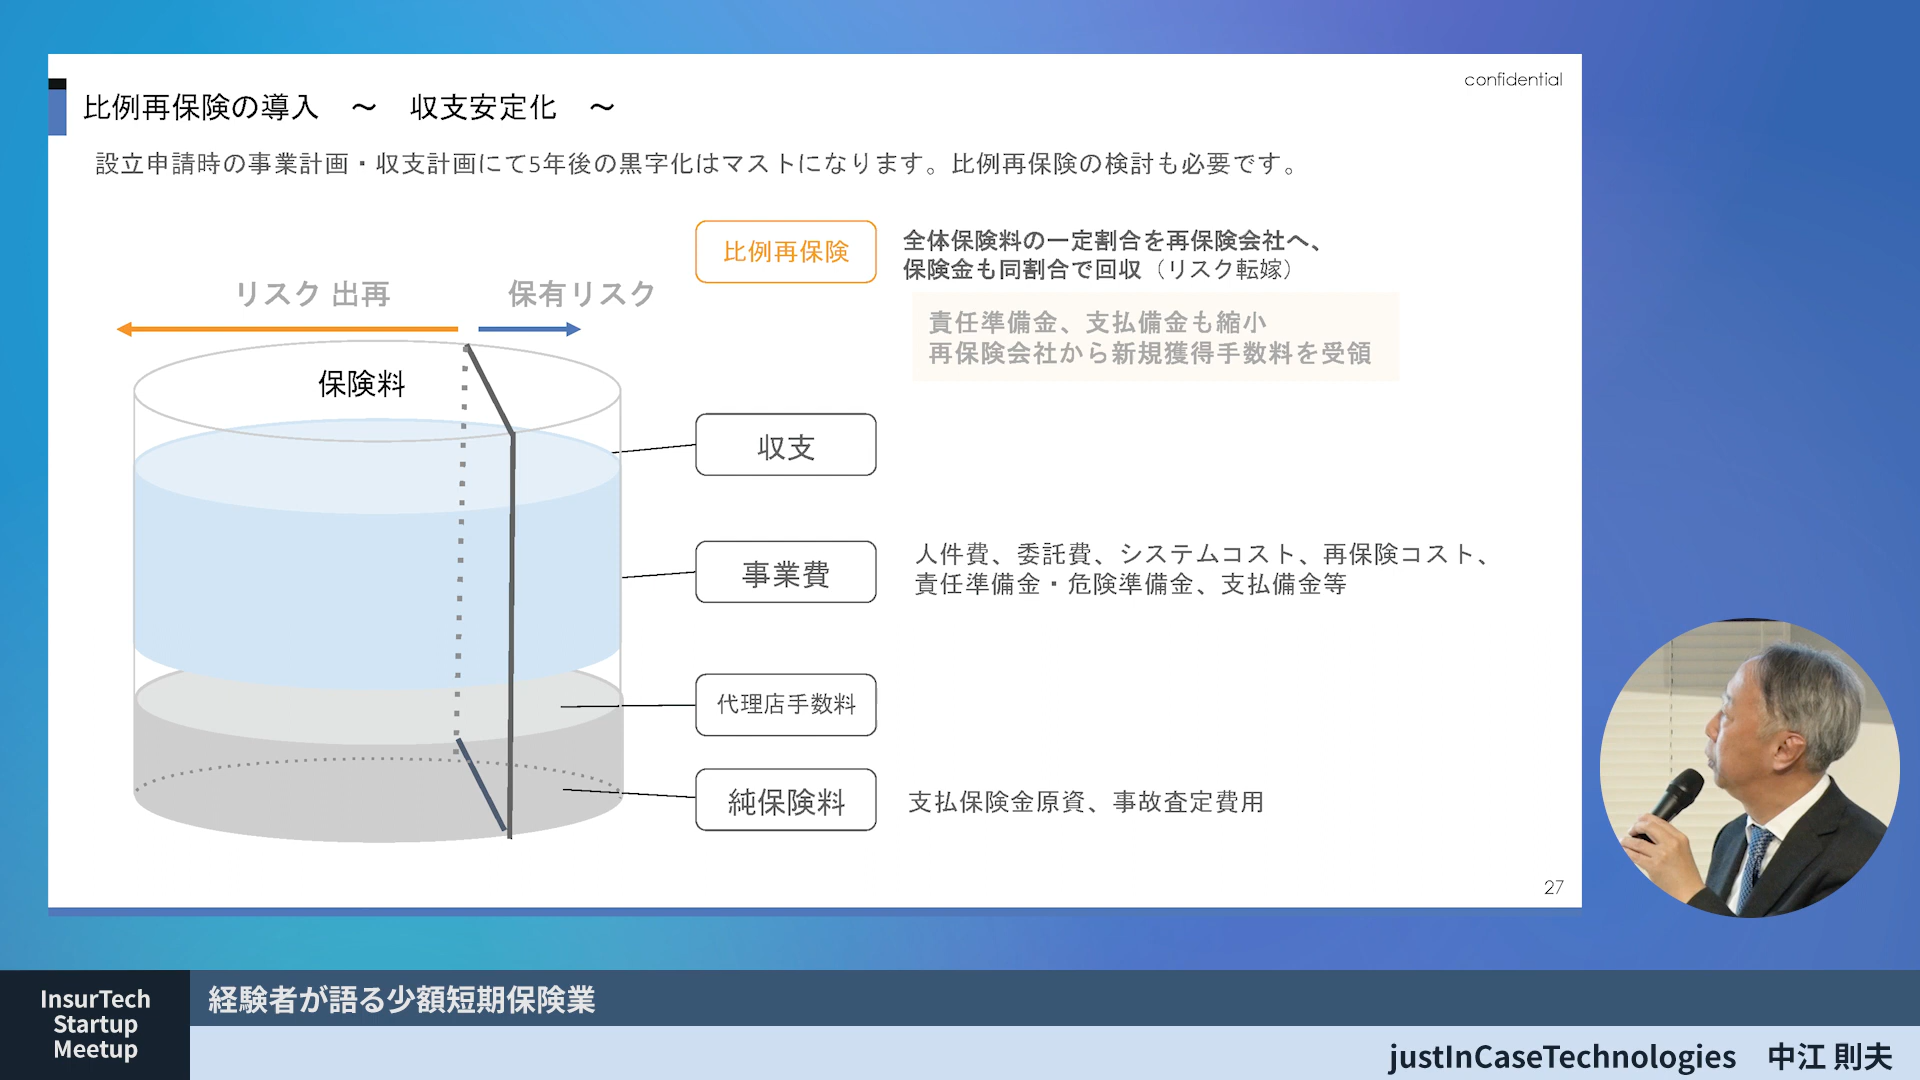 confidential
比例再保険の導入　～　収支安定化　～
設立申請時の事業計画・収支計画にて5年後の黒字化はマストになります。比例再保険の検討も必要です。
比例再保険
全体保険料の一定割合を再保険会社へ、
保険金も同割合で回収（リスク転嫁）
責任準備金、支払備金も縮小
再保険会社から新規獲得手数料を受領
リスク 出再
保有リスク
保険料
収支
事業費
人件費、委託費、システムコスト、再保険コスト、
責任準備金・危険準備金、支払備金等
代理店手数料
純保険料
支払保険金原資、事故査定費用
27
InsurTech
Startup
Meetup
経験者が語る少額短期保険業
justInCaseTechnologies　中江 則夫